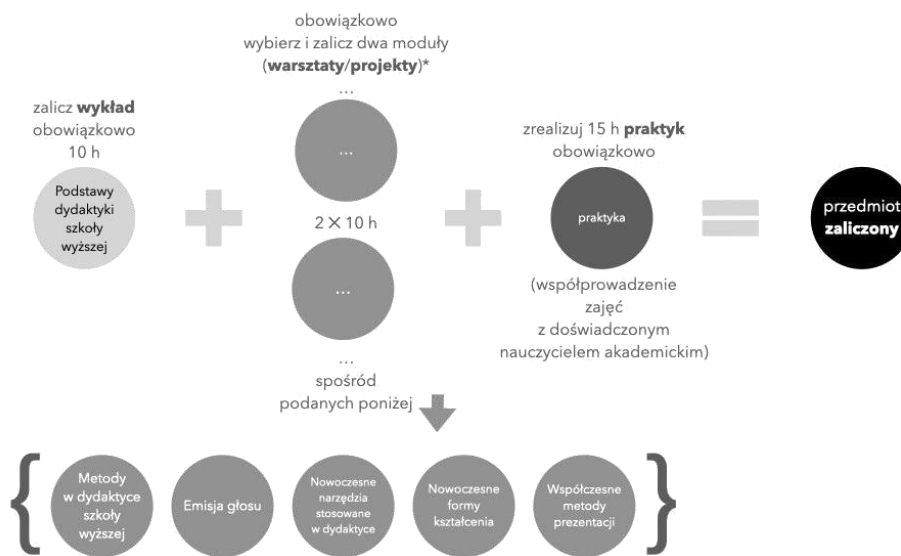 obowiązkowo
wybierz i zalicz dwa moduły
(warsztaty/projekty)*
...
zalicz wykład
obowiązkowo
10 h
Podstawy
dydaktyki
szkoły
wyższej
...
2 × 10 h
...
...
spośród
podanych poniżej
zrealizuj 15 h praktyk
obowiązkowo
praktyka
(współprowadzenie
zajęć
z doświadczonym
nauczycielem akademickim)
przedmiot
zaliczony
{
Metody
w dydaktyce
szkoły
wyższej
Emisja głosu
Nowoczesne
narzędzia
stosowane
w dydaktyce
Nowoczesne
formy
kształcenia
Współczesne
metody
prezentacji
}